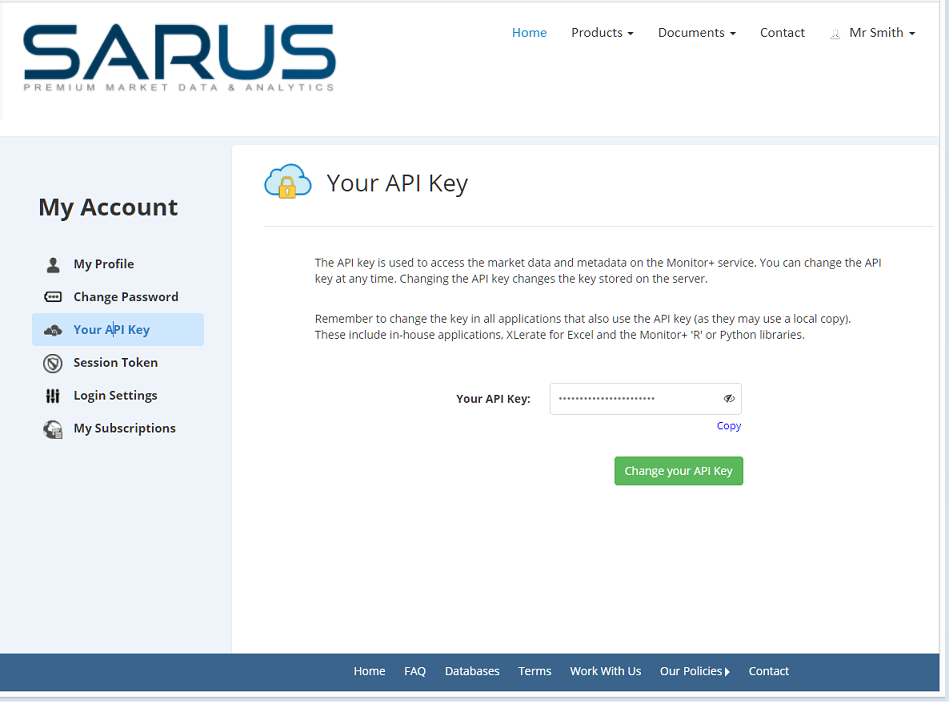 SARUS
PREMIUM MARKET DATA & ANALYTICS
Home Products Documents Contact Mr Smith
My Account
My Profile
Change Password
Your API Key
Session Token
Login Settings
My Subscriptions
Your API Key
The API key is used to access the market data and metadata on the Monitor+ service. You can change the API
key at any time. Changing the API key changes the key stored on the server.
Remember to change the key in all applications that also use the API key (as they may use a local copy).
These include in-house applications, XLerate for Excel and the Monitor+ 'R' or Python libraries.
Your API Key:
Copy
Change your API Key
Home FAQ Databases Terms Work With Us Our Policies Contact